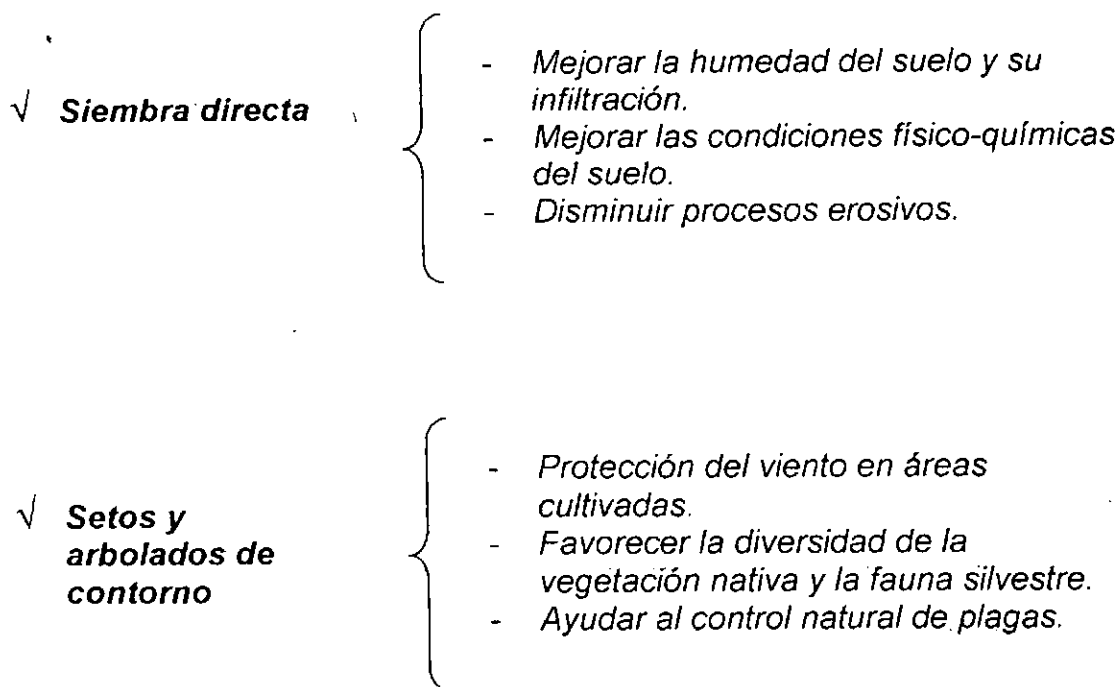 √ Siembra directa
- Mejorar la humedad del suelo y su
infiltración.
- Mejorar las condiciones físico-químicas
del suelo.
- Disminuir procesos erosivos.
√ Setos y
arbolados de
contorno
- Protección del viento en áreas
cultivadas.
- Favorecer la diversidad de la
vegetación nativa y la fauna silvestre.
- Ayudar al control natural de plagas.